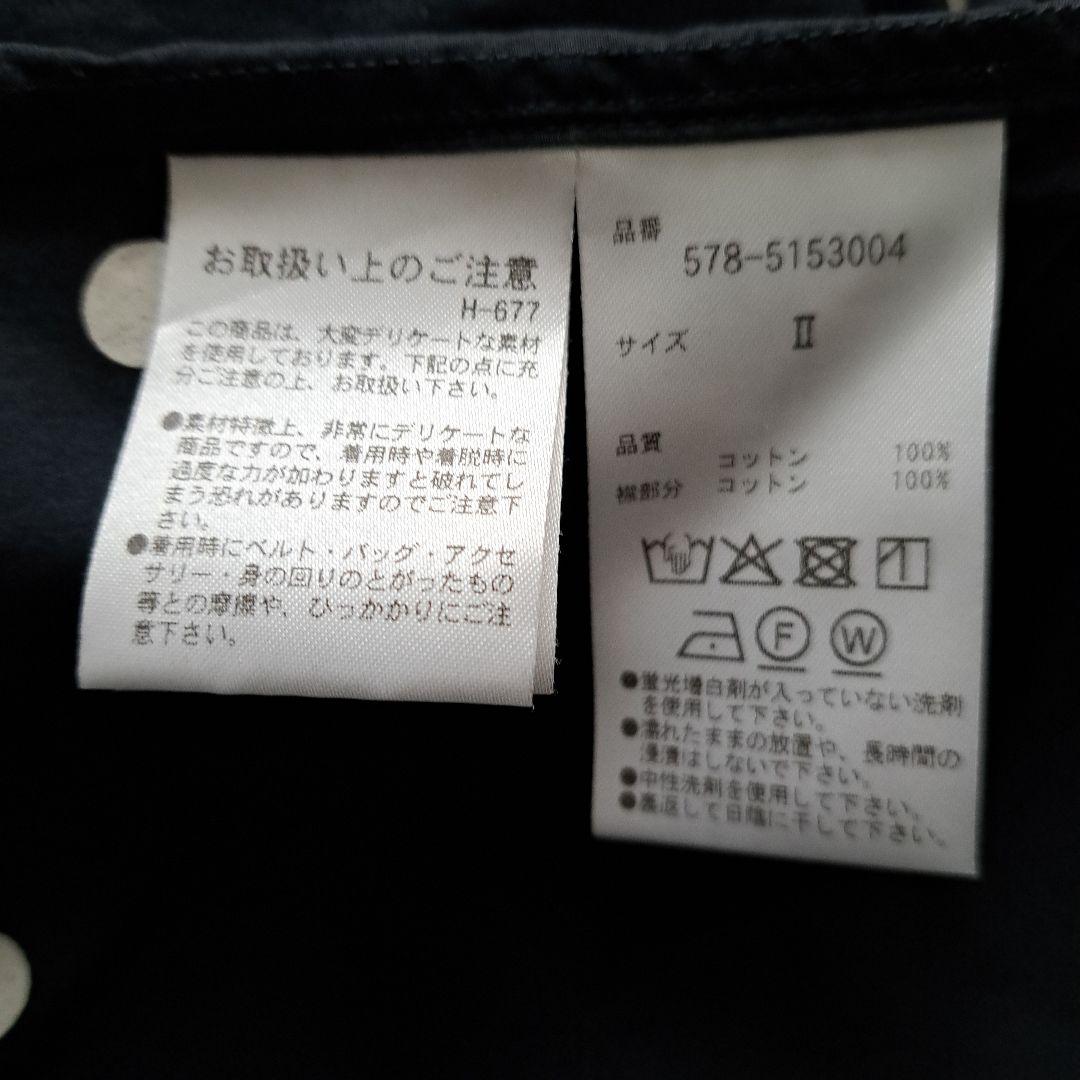 お取扱い上のご注意
H-677
この商品は、大変デリケートな素材
を使用しております。下記の点に充
分ご注意の上、お取扱い下さい。
●素材特徴上、非常にデリケートな
商品ですので、着用時や着脱時に
過度な力が加わりますと破れてし
まう恐れがありますのでご注意下
さい。
●着用時にベルト・バッグ・アクセ
サリー・身の回りのとがったもの
等との摩擦や、ひっかかりにご注
意下さい。
品番
578-5153004
サイズ Ⅱ
品質 コットン 100%
裾部分 コットン 100%
F W
●蛍光増白剤が入っていない洗剤
を使用して下さい。
●濡れたままの放置や、長時間の
浸漬はしないで下さい。
●中性洗剤を使用して下さい。
●裏返して日陰に干して下さい。